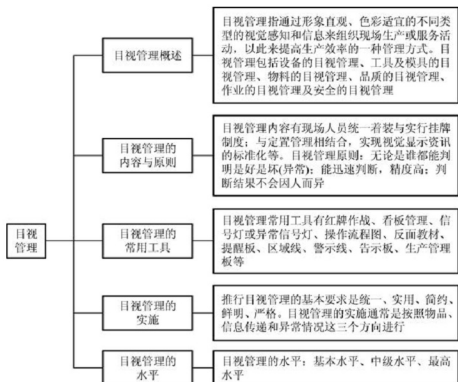 目视
管理
目视管理概述
目视管理指通过形象直观、色彩适宜的不同类
型的视觉感知和信息来组织现场生产或服务活
动，以此来提高生产效率的一种管理方式。目
视管理包括设备的目视管理、工具及模具的目
视管理、物料的目视管理、品质的目视管理、
作业的目视管理及安全的目视管理
目视管理的
内容与原则
目视管理内容有现场人员统一着装与实行挂牌
制度；与定置管理相结合，实现视觉显示资讯
的标准化等。目视管理原则：无论是谁都能判
明是好是坏(异常)；能迅速判断，精度高；判
断结果不会因人而异
目视管理的
常用工具
目视管理常用工具有红牌作战、看板管理、信
号灯或异常信号灯、操作流程图、反面教材、
提醒板、区域线、警示线、告示板、生产管理
板等
目视管理的
实施
推行目视管理的基本要求是统一、实用、简约、
鲜明、严格。目视管理的实施通常是按照物品、
信息传递和异常情况这三个方向进行
目视管理的
水平
目视管理的水平：基本水平、中级水平、最高
水平